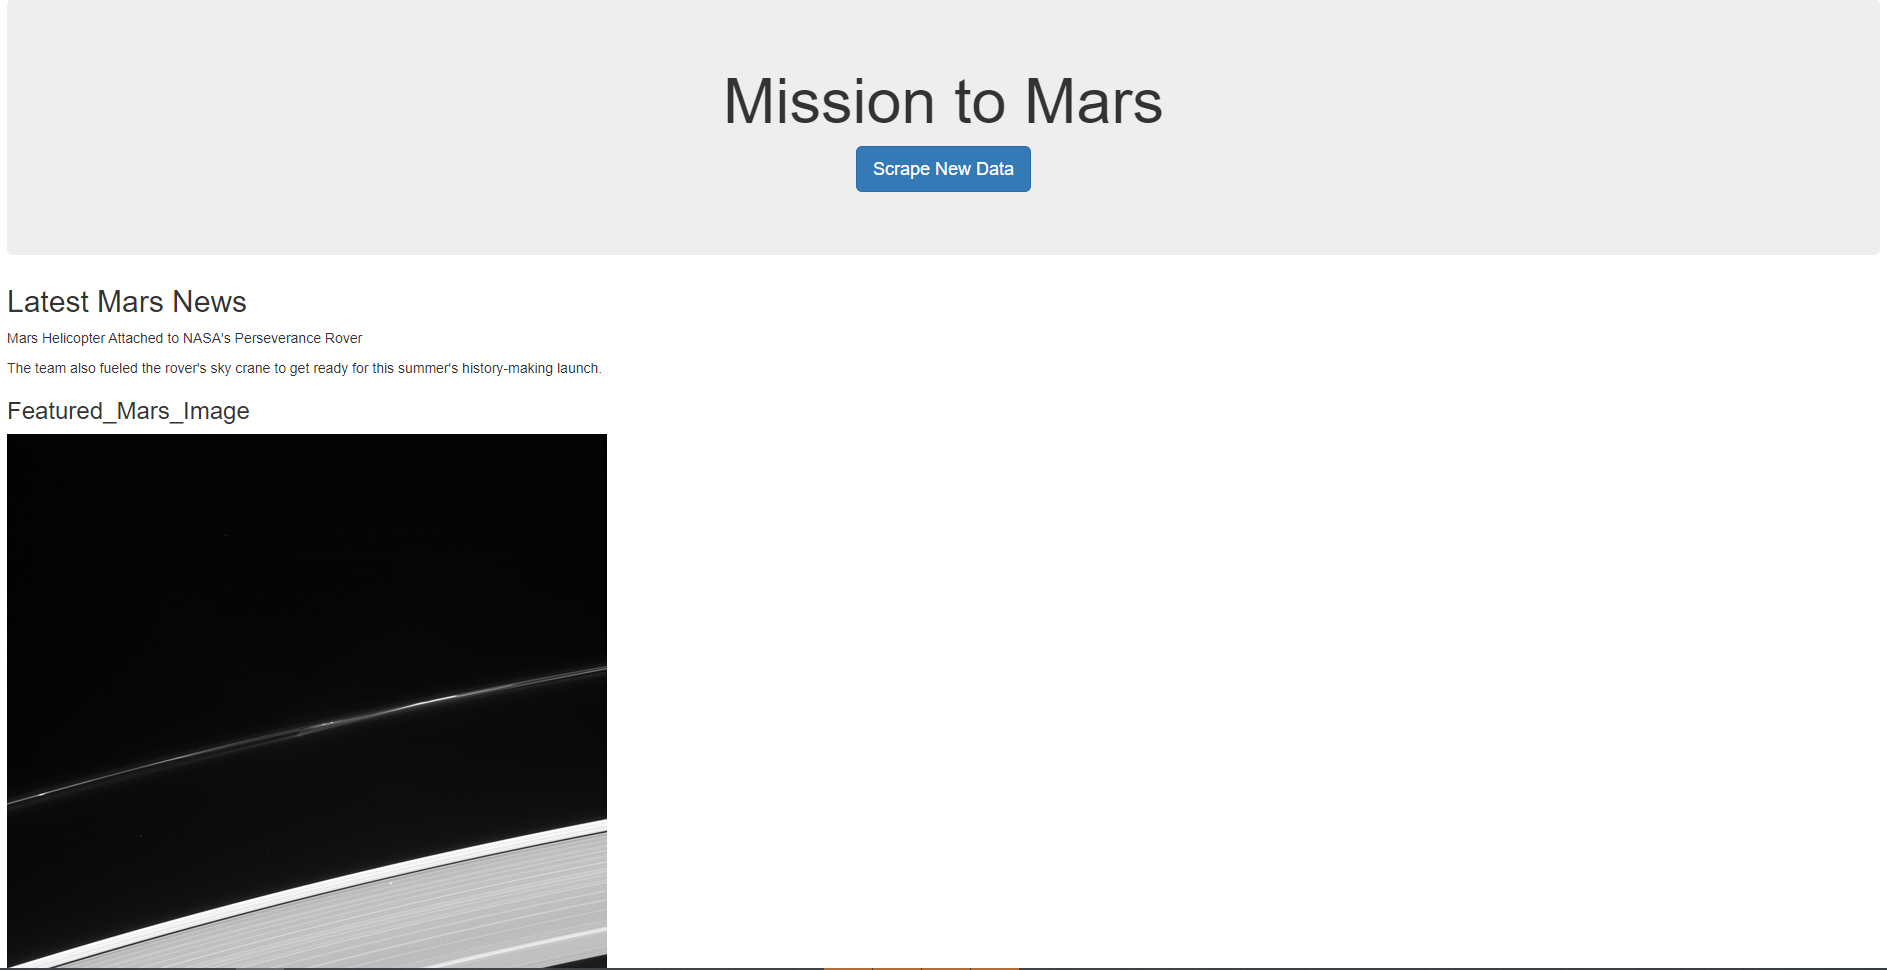 Mission to Mars
Scrape New Data
Latest Mars News
Mars Helicopter Attached to NASA's Perseverance Rover
The team also fueled the rover's sky crane to get ready for this summer's history-making launch.
Featured_Mars_Image